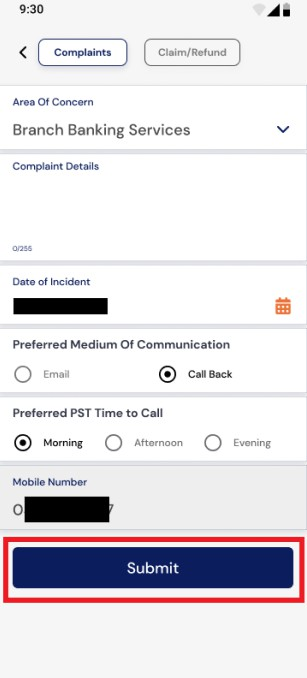 9:30
Complaints Claim/Refund
Area Of Concern
Branch Banking Services
Complaint Details
0/255
Date of Incident
Preferred Medium Of Communication
Email Call Back
Preferred PST Time to Call
Morning Afternoon Evening
Mobile Number
0 7
Submit